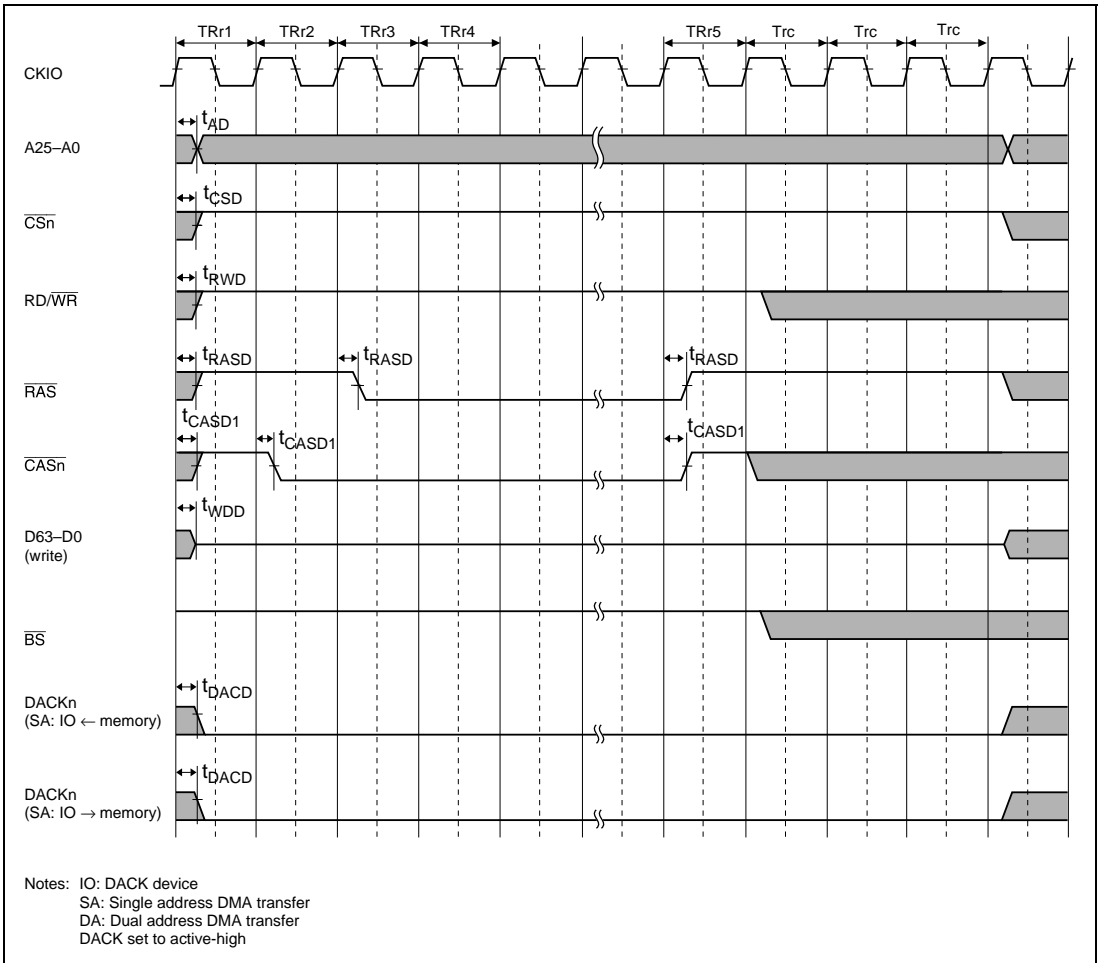 TRr1 TRr2 TRr3 TRr4 TRr5 Trc Trc Trc
CKIO
tAD
A25–A0
tCSD
CSn
tRWD
RD/WR
tRASD tRASD tRASD
RAS
tCASD1 tCASD1 tCASD1
CASn
tWDD
D63–D0
(write)
BS
tDACD
DACKn
(SA: IO ← memory)
tDACD
DACKn
(SA: IO → memory)
Notes: IO: DACK device
SA: Single address DMA transfer
DA: Dual address DMA transfer
DACK set to active-high